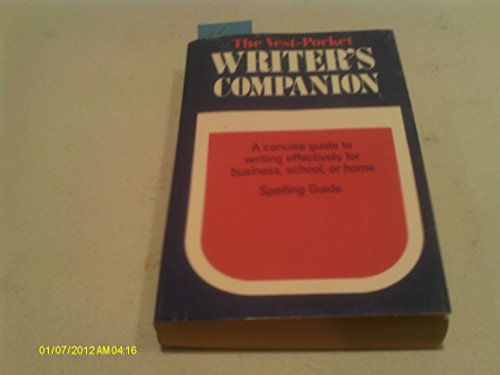 The Vest-Pocket
WRITER'S
COMPANION
A concise guide to
writing effectively for
business, school, or home
Spelling Guide
01/07/2012 AM 04:16